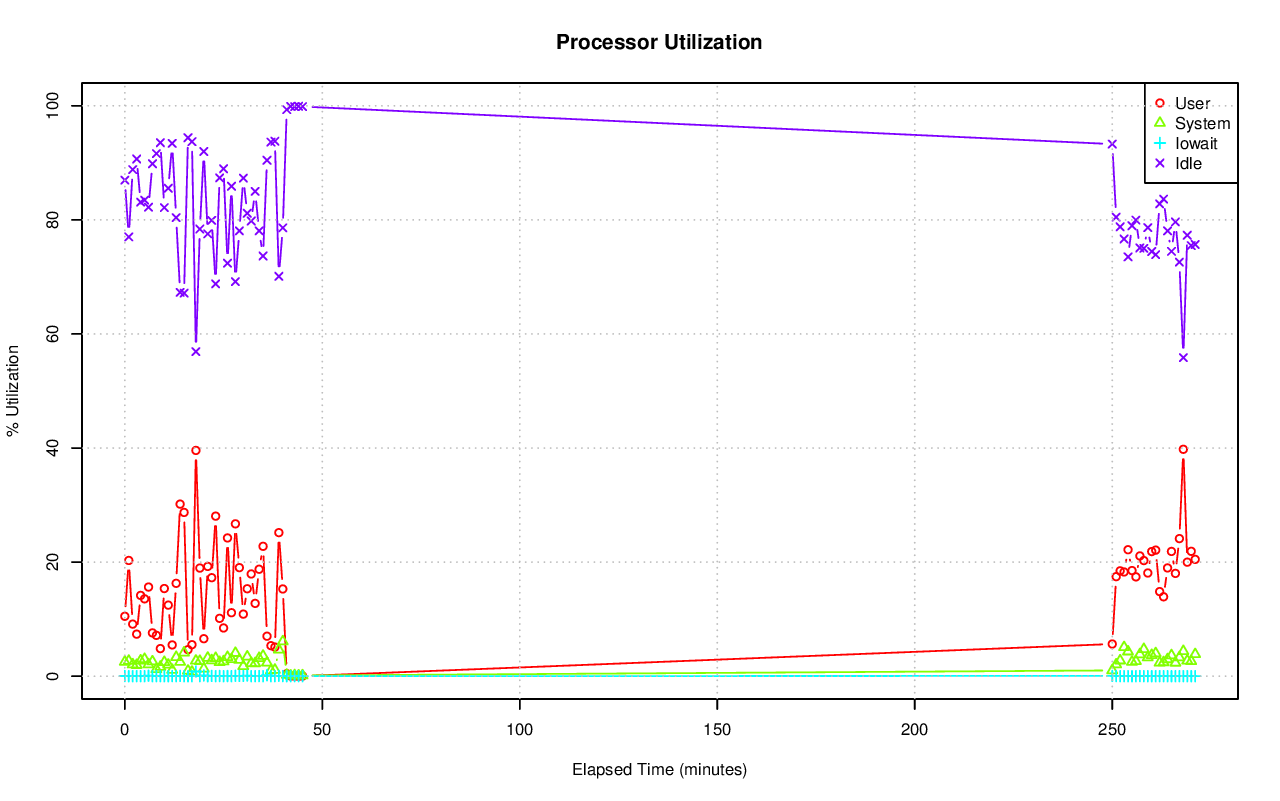 Processor Utilization
% Utilization
100
80
60
40
20
0
User
System
Iowait
Idle
0 50 100 150 200 250
Elapsed Time (minutes)